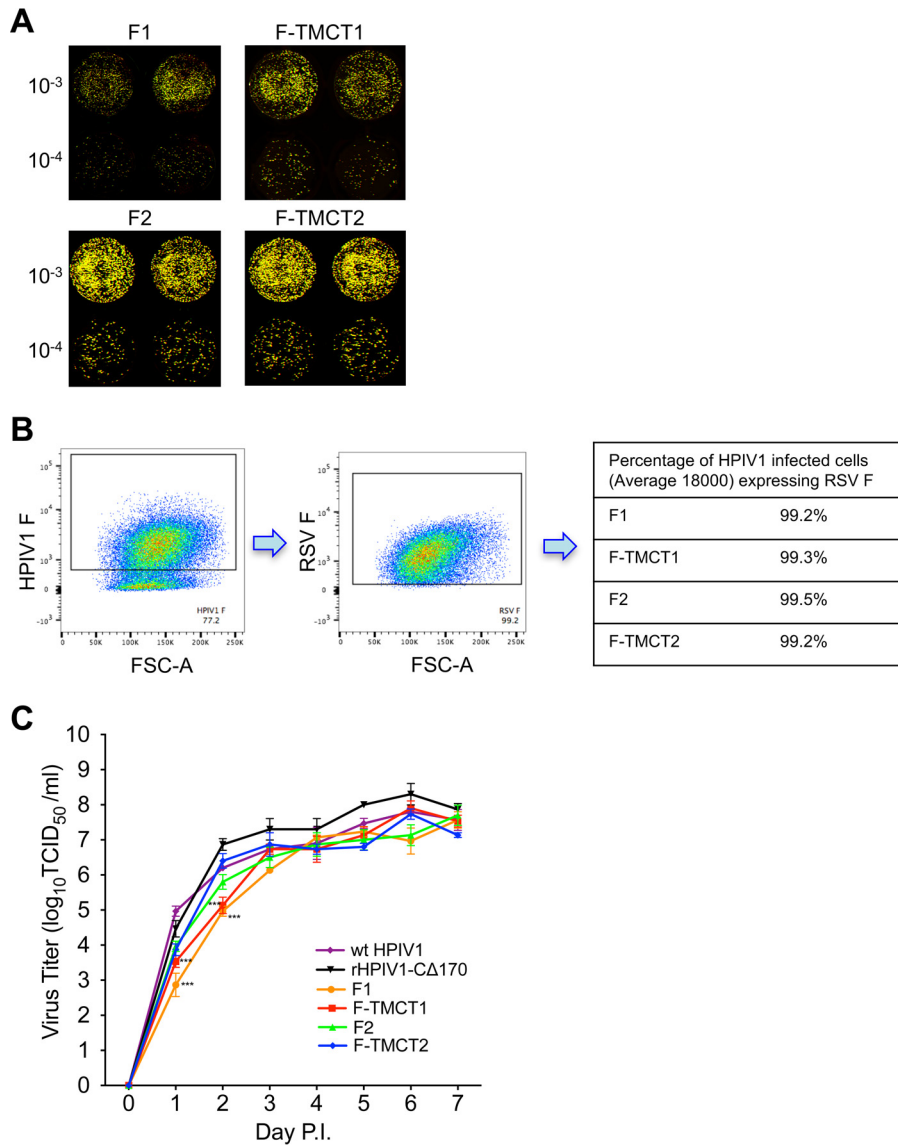 A
F1 F-TMCT1
10⁻³
10⁻⁴
F2 F-TMCT2
10⁻³
10⁻⁴
B
HPIV1 F
10⁵
10⁴
10³
0
-10³
HPIV1 F
77.2
0 50K 100K 150K 200K 250K
FSC-A
RSV F
10⁵
10⁴
10³
0
-10³
RSV F
99.2
0 50K 100K 150K 200K 250K
FSC-A
Percentage of HPIV1 infected cells
(Average 18000) expressing RSV F
F1 99.2%
F-TMCT1 99.3%
F2 99.5%
F-TMCT2 99.2%
C
Virus Titer (log₁₀TCID₅₀/ml)
10
9
8
7
6
5
4
3
2
1
0
***
***
***
***
wt HPIV1
rHPIV1-CΔ170
F1
F-TMCT1
F2
F-TMCT2
0 1 2 3 4 5 6 7
Day P.I.